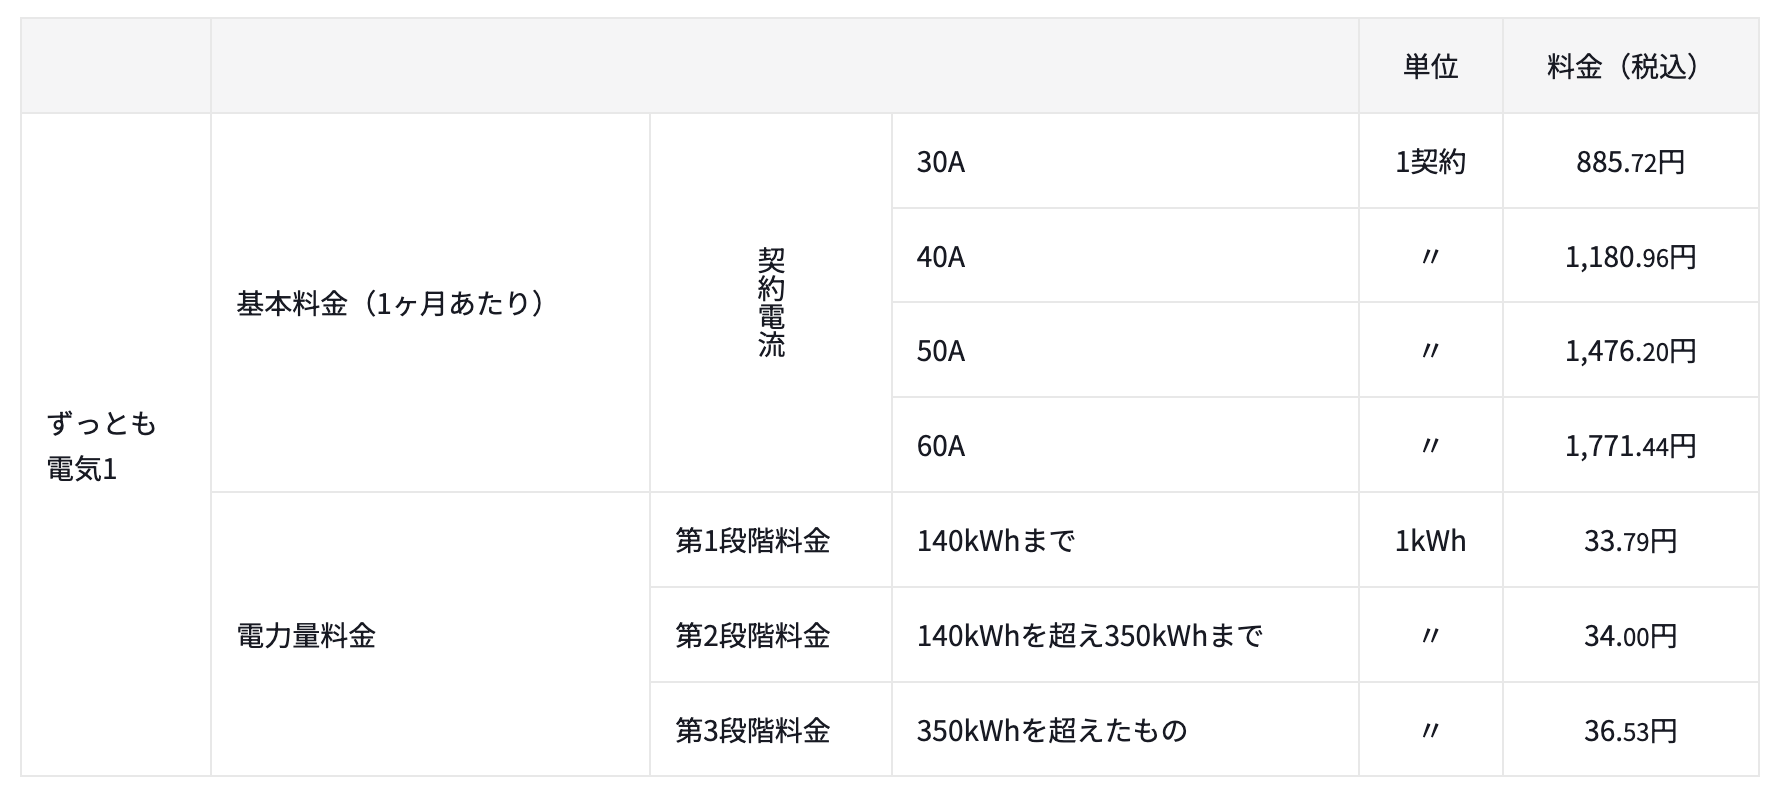 単位 料金（税込）
ずっとも
電気1
基本料金（1ヶ月あたり）
契約電流
30A 1契約 885.72円
40A 〃 1,180.96円
50A 〃 1,476.20円
60A 〃 1,771.44円
電力量料金
第1段階料金 140kWhまで 1kWh 33.79円
第2段階料金 140kWhを超え350kWhまで 〃 34.00円
第3段階料金 350kWhを超えたもの 〃 36.53円